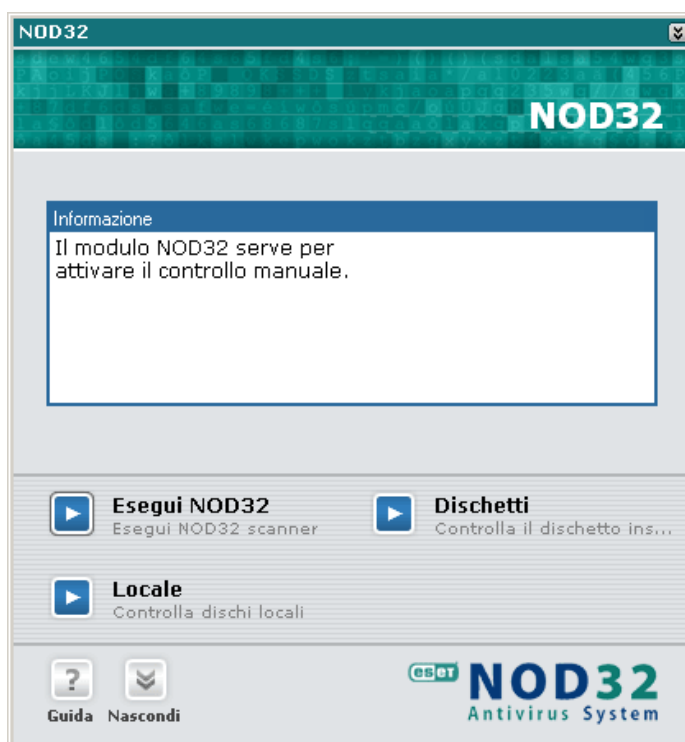 NOD32
NOD32
Informazione
Il modulo NOD32 serve per
attivare il controllo manuale.
Esegui NOD32
Esegui NOD32 scanner
Dischetti
Controlla il dischetto ins...
Locale
Controlla dischi locali
?
Guida
Nascondi
eset NOD32
Antivirus System